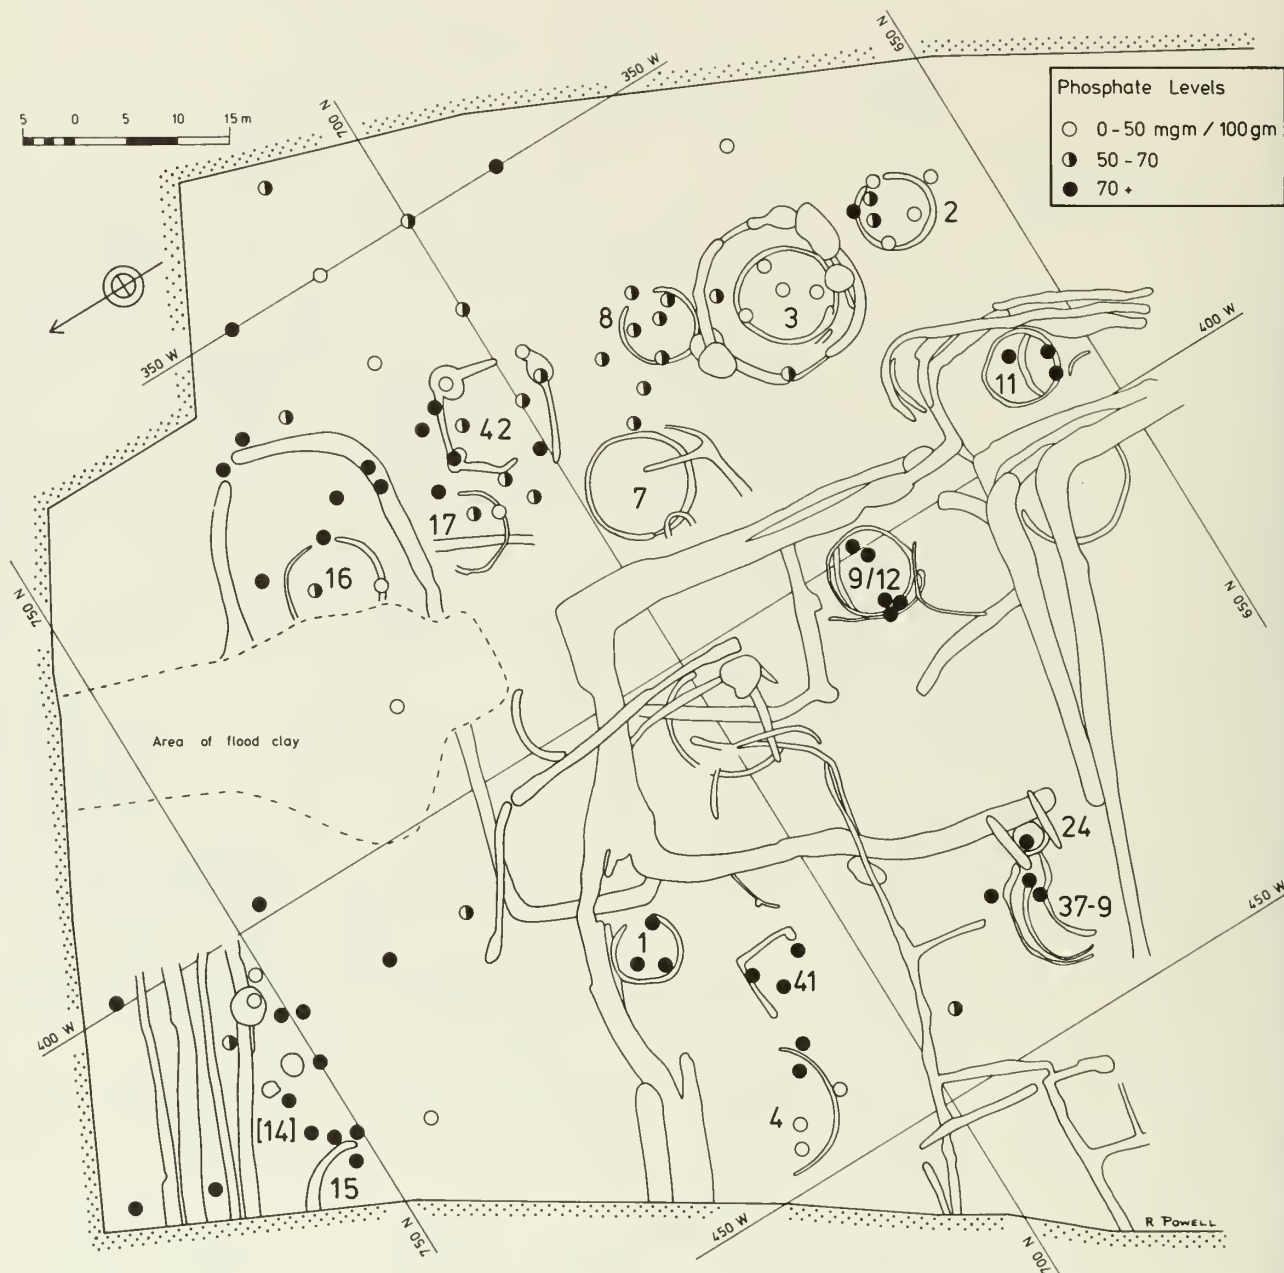 650 N
350 W
Phosphate Levels
0 - 50 mgm / 100gm
50 - 70
70 +
5 0 5 10 15 m
700 N
2
3
8
350 W
400 W
11
42
7
17
9/12
16
750 N
650 N
Area of flood clay
24
37-9
450 W
1
41
400 W
4
[14]
15
R POWELL
750 N
450 W
700 N